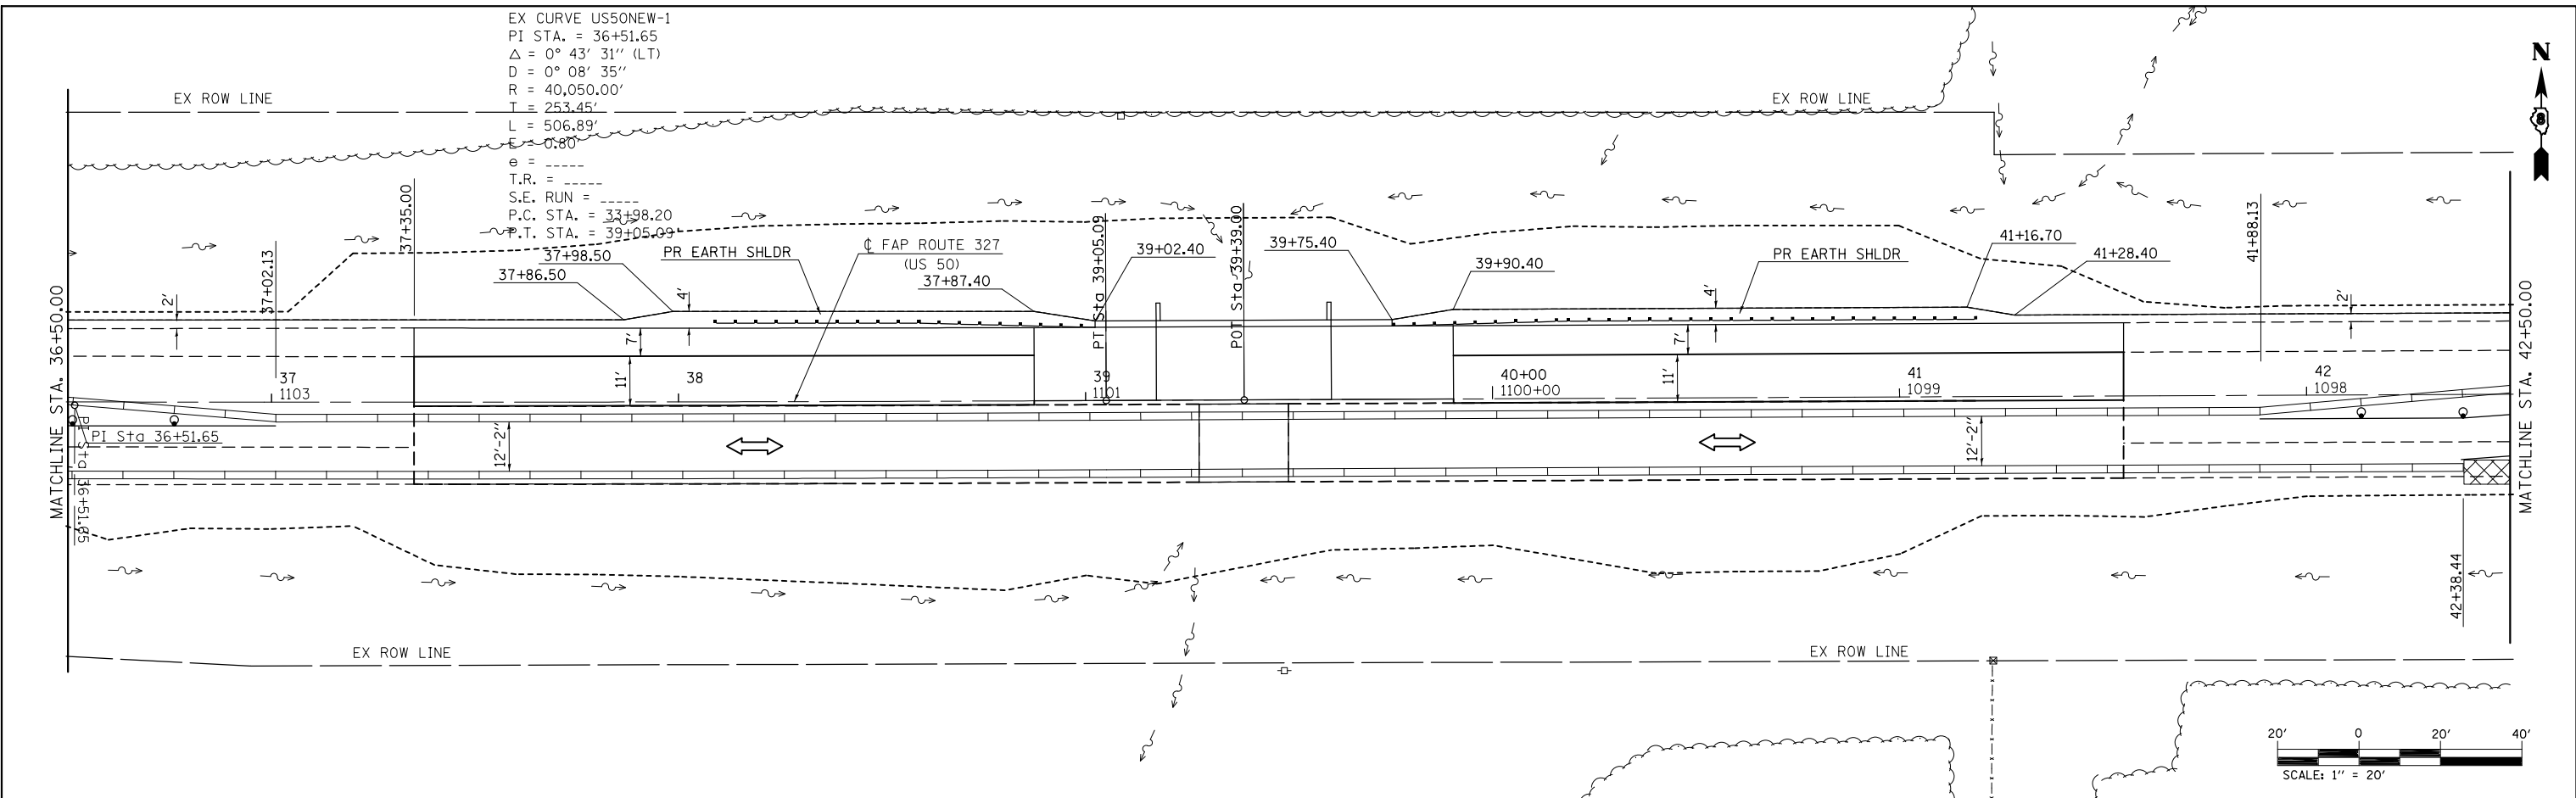 EX CURVE US50NEW-1
PI STA. = 36+51.65
Δ = 0° 43' 31'' (LT)
D = 0° 08' 35''
R = 40,050.00'
T = 253.45'
L = 506.89'
E = 0.80'
e = _____
T.R. = _____
S.E. RUN = _____
P.C. STA. = 33+98.20
P.T. STA. = 39+05.09
N
8
EX ROW LINE
EX ROW LINE
MATCHLINE STA. 36+50.00
2'
37+02.13
37+35.00
37+86.50
37+98.50
PR EARTH SHLDR
4'
℄ FAP ROUTE 327
(US 50)
37+87.40
PT Sta 39+05.09
39+02.40
POT Sta 39+39.00
39+75.40
39+90.40
4'
PR EARTH SHLDR
41+16.70
41+28.40
41+88.13
2'
MATCHLINE STA. 42+50.00
7'
11'
7'
11'
37
1103
38
39
1101
40+00
1100+00
41
1099
42
1098
PI Sta 36+51.65
PI Sta 36+51.65
12'-2''
12'-2''
42+38.44
EX ROW LINE
EX ROW LINE
20' 0 20' 40'
SCALE: 1'' = 20'